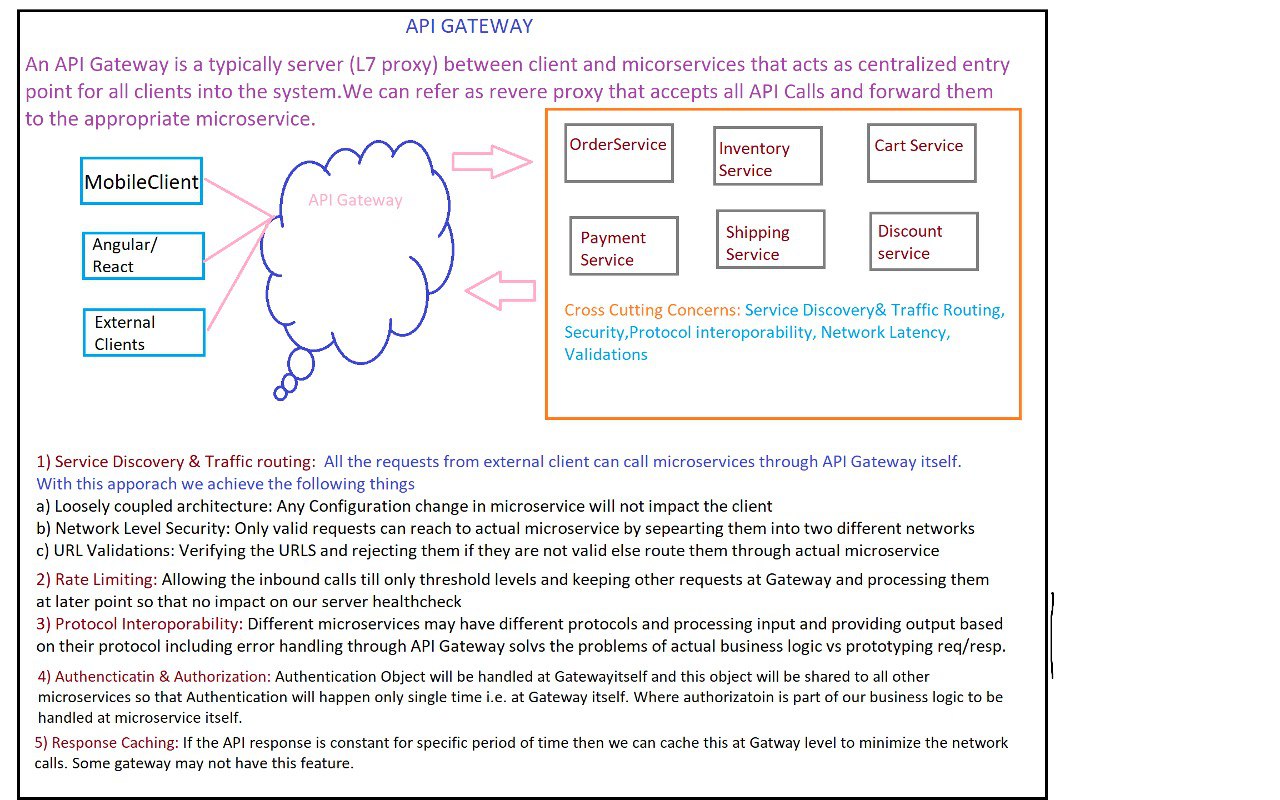 API GATEWAY
An API Gateway is a typically server (L7 proxy) between client and micorservices that acts as centralized entry
point for all clients into the system.We can refer as revere proxy that accepts all API Calls and forward them
to the appropriate microservice.
MobileClient
Angular/
React
External
Clients
API Gateway
OrderService
Inventory
Service
Cart Service
Payment
Service
Shipping
Service
Discount
service
Cross Cutting Concerns: Service Discovery& Traffic Routing,
Security,Protocol interoporability, Network Latency,
Validations
1) Service Discovery & Traffic routing: All the requests from external client can call microservices through API Gateway itself.
With this apporach we achieve the following things
a) Loosely coupled architecture: Any Configuration change in microservice will not impact the client
b) Network Level Security: Only valid requests can reach to actual microservice by sepearting them into two different networks
c) URL Validations: Verifying the URLS and rejecting them if they are not valid else route them through actual microservice
2) Rate Limiting: Allowing the inbound calls till only threshold levels and keeping other requests at Gateway and processing them
at later point so that no impact on our server healthcheck
3) Protocol Interoporability: Different microservices may have different protocols and processing input and providing output based
on their protocol including error handling through API Gateway solvs the problems of actual business logic vs prototyping req/resp.
4) Authencticatin & Authorization: Authentication Object will be handled at Gatewayitself and this object will be shared to all other
microservices so that Authentication will happen only single time i.e. at Gateway itself. Where authorizatoin is part of our business logic to be
handled at microservice itself.
5) Response Caching: If the API response is constant for specific period of time then we can cache this at Gatway level to minimize the network
calls. Some gateway may not have this feature.